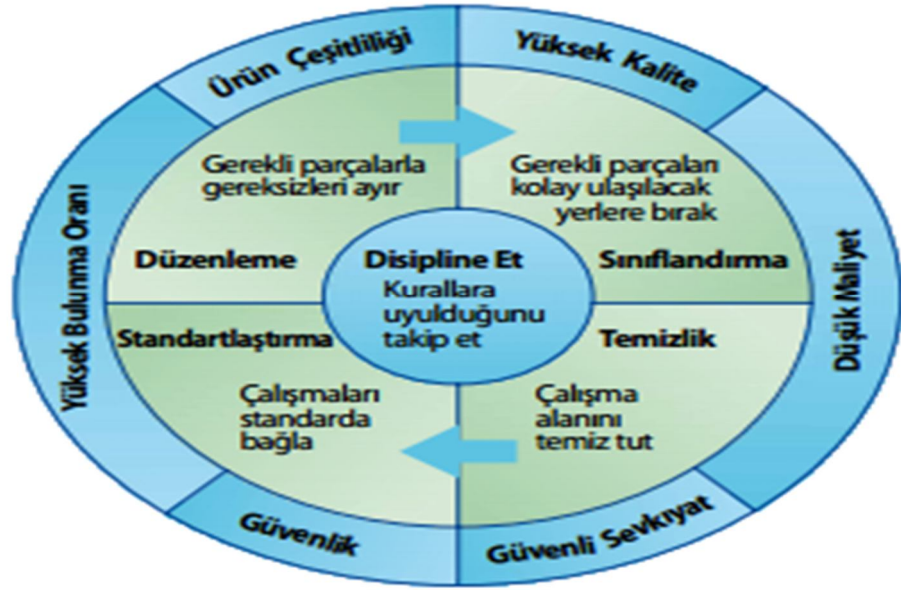 Ürün Çeşitliliği
Yüksek Kalite
Düşük Maliyet
Güvenli Sevkıyat
Güvenlik
Yüksek Bulunma Oranı
Gerekli parçalarla
gereksizleri ayır
Düzenleme
Gerekli parçaları
kolay ulaşılacak
yerlere bırak
Sınıflandırma
Disipline Et
Kurallara
uyulduğunu
takip et
Temizlik
Çalışma
alanını
temiz tut
Standartlaştırma
Çalışmaları
standarda
bağla